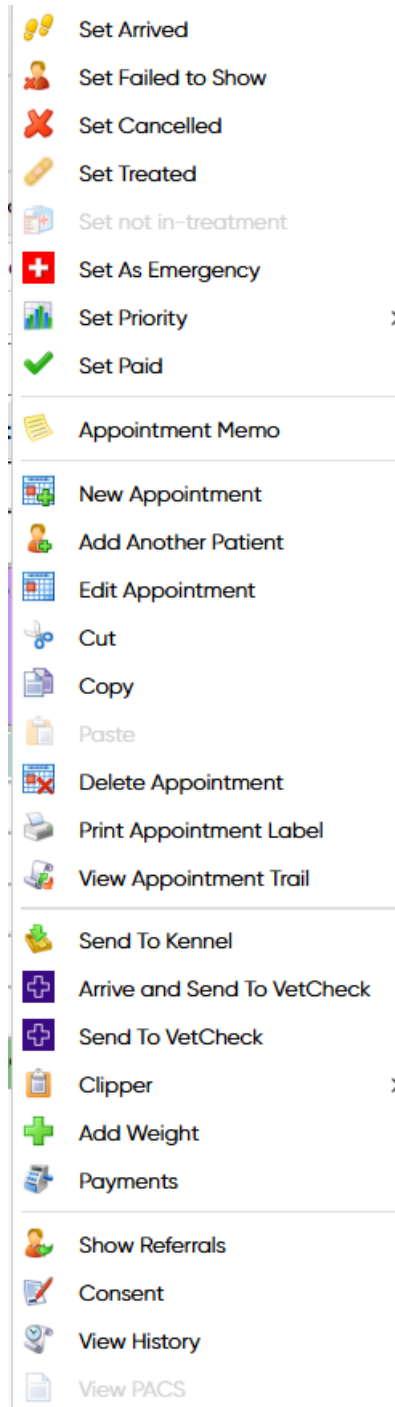 Set Arrived
Set Failed to Show
Set Cancelled
Set Treated
Set not in-treatment
Set As Emergency
Set Priority
Set Paid
Appointment Memo
New Appointment
Add Another Patient
Edit Appointment
Cut
Copy
Paste
Delete Appointment
Print Appointment Label
View Appointment Trail
Send To Kennel
Arrive and Send To VetCheck
Send To VetCheck
Clipper
Add Weight
Payments
Show Referrals
Consent
View History
View PACS